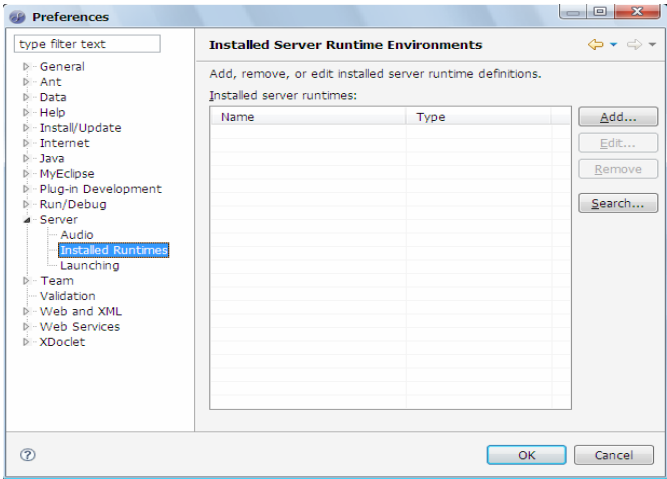 Preferences
type filter text
General
Ant
Data
Help
Install/Update
Internet
Java
MyEclipse
Plug-in Development
Run/Debug
Server
Audio
Installed Runtimes
Launching
Team
Validation
Web and XML
Web Services
XDoclet
Installed Server Runtime Environments
Add, remove, or edit installed server runtime definitions.
Installed server runtimes:
Name Type
Add...
Edit...
Remove
Search...
OK Cancel